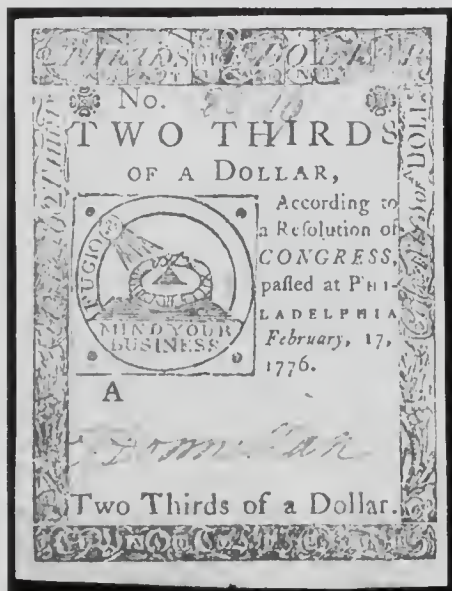 No.
TWO THIRDS
OF A DOLLAR,
According to
a Reſolution of
CONGRESS,
paſſed at PHI-
LADELPHIA
February, 17,
1776.
FUGIO
MIND YOUR
BUSINESS
A
Two Thirds of a Dollar.